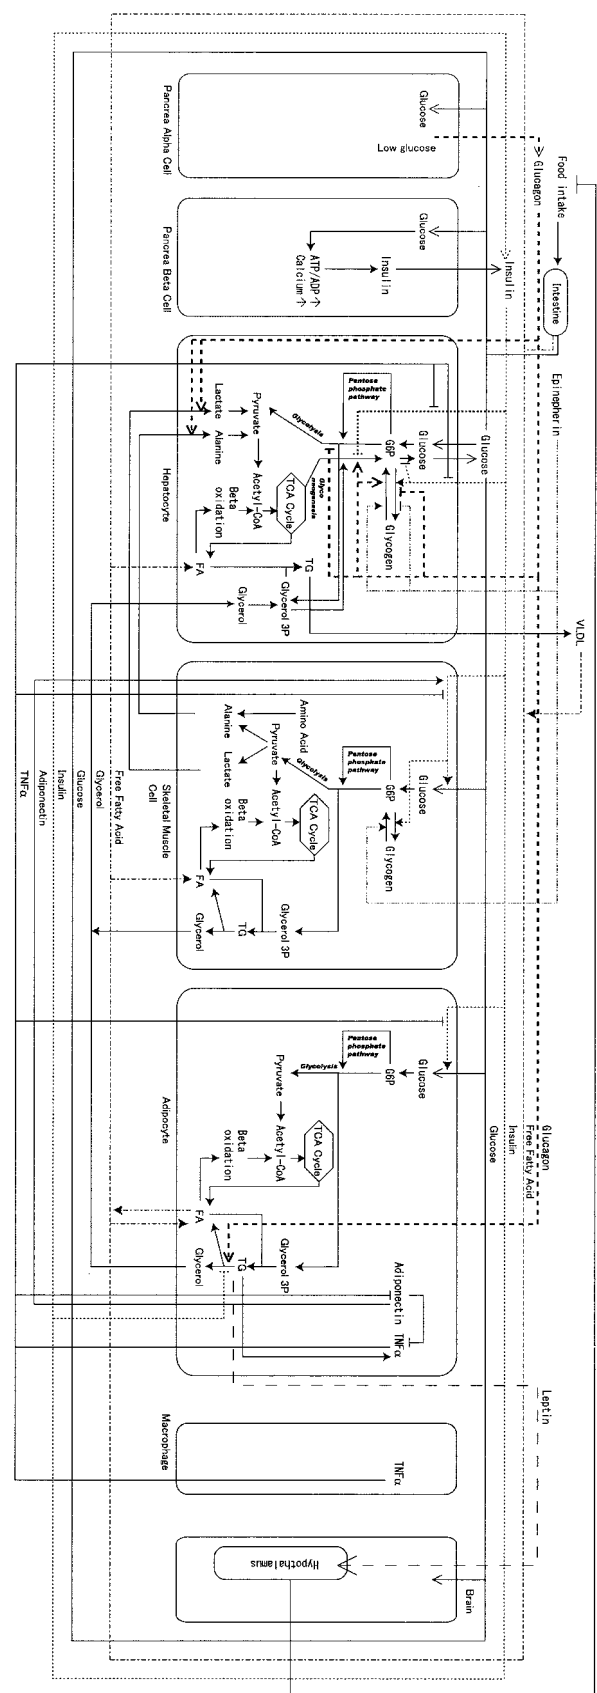 Food intake
Intestine
Glucagon
Insulin
Epinepherin
VLDL
Glucagon
Free Fatty Acid
Insulin
Glucose
Leptin
Glucose
Low glucose
Pancrea Alpha Cell
Glucose
ATP/ADP↑
Calcium↑
Insulin
Pancrea Beta Cell
Glucose
Glucose
G6P
Glycogen
Pentose
phosphate
pathway
Glycolysis
Glyco
neogenesis
Pyruvate
Lactate
Alanine
Acetyl-CoA
TCA Cycle
Beta
oxidation
FA
TG
Glycerol 3P
Glycerol
Hepatocyte
Glucose
G6P
Glycogen
Pentose
phosphate
pathway
Glycolysis
Amino Acid
Alanine
Pyruvate
Lactate
Acetyl-CoA
TCA Cycle
Beta
oxidation
FA
Glycerol 3P
TG
Glycerol
Skeletal Muscle
Cell
Glucose
G6P
Pentose
phosphate
pathway
Glycolysis
Pyruvate
Acetyl-CoA
TCA Cycle
Beta
oxidation
FA
Glycerol 3P
TG
Glycerol
Adiponectin
TNFα
Adipocyte
TNFα
Macrophage
Brain
Hypothalamus
Free Fatty Acid
Glycerol
Glucose
Insulin
Adiponectin
TNFα